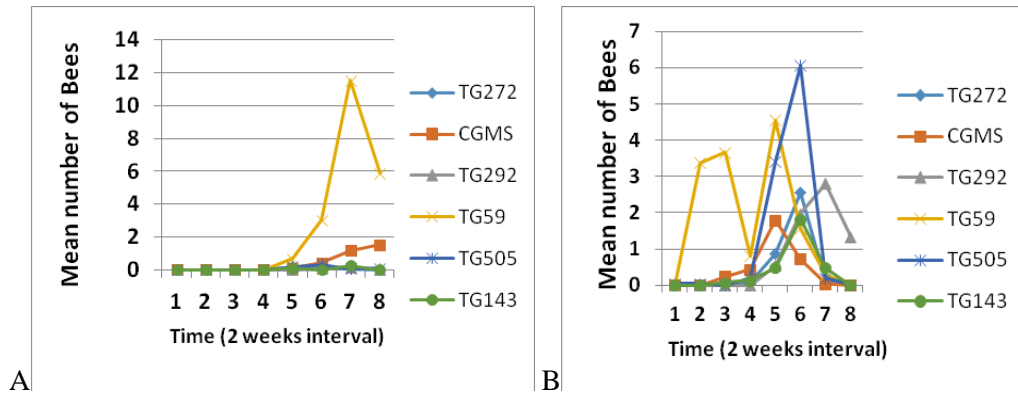 Mean number of Bees
14
12
10
8
6
4
2
0
1 2 3 4 5 6 7 8
Time (2 weeks interval)
TG272
CGMS
TG292
TG59
TG505
TG143
A
Mean number of Bees
7
6
5
4
3
2
1
0
1 2 3 4 5 6 7 8
Time (2 weeks interval)
TG272
CGMS
TG292
TG59
TG505
TG143
B